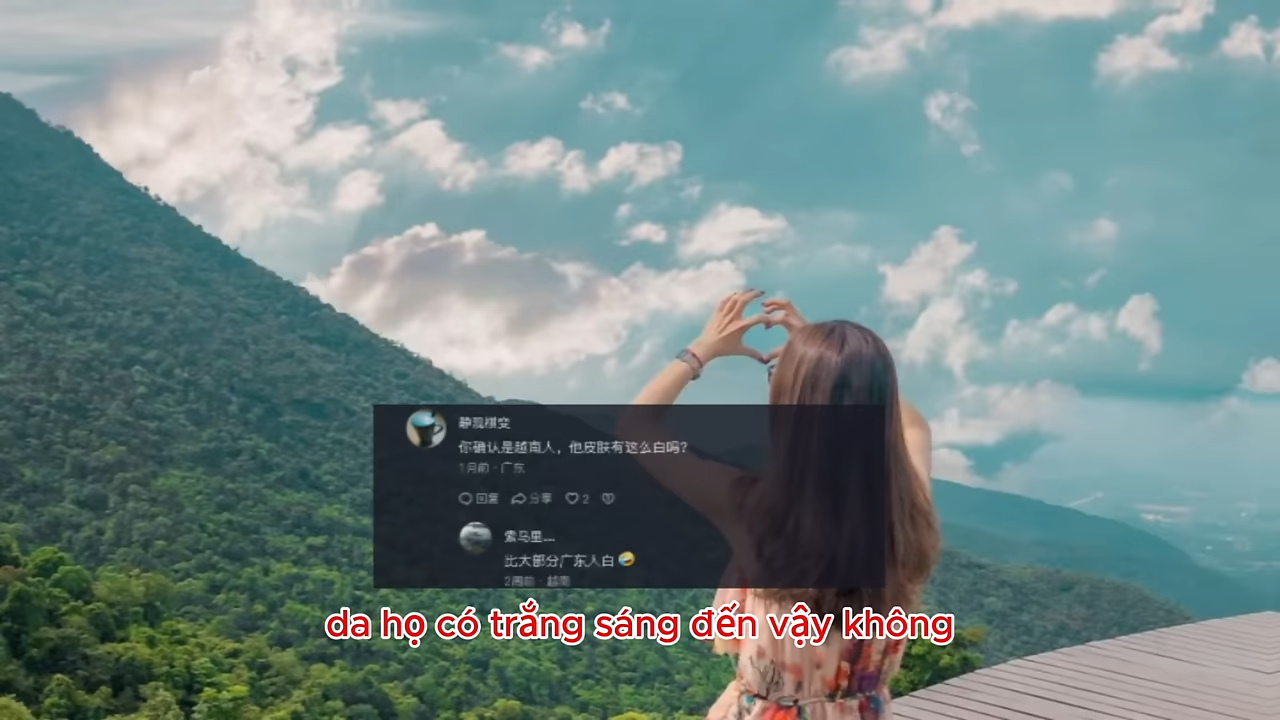 静观棋变
你确认是越南人，他皮肤有这么白吗？
1月前 · 广东
回复 分享 2
索马里....
比大部分广东人白🤣
2周前 · 越南
da họ có trắng sáng đến vậy không